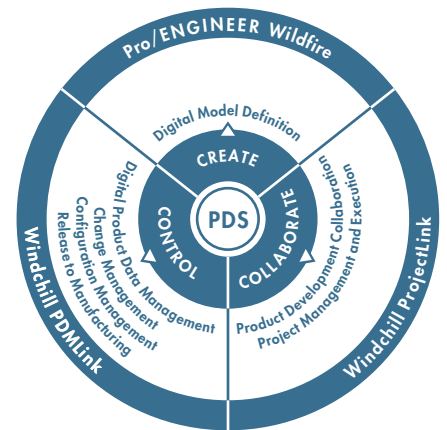 Pro/ENGINEER Wildfire
Digital Model Definition
CREATE
PDS
CONTROL
COLLABORATE
Digital Product Data Management
Change Management
Configuration Management
Release to Manufacturing
Product Development Collaboration
Project Management and Execution
Windchill PDMLink
Windchill ProjectLink